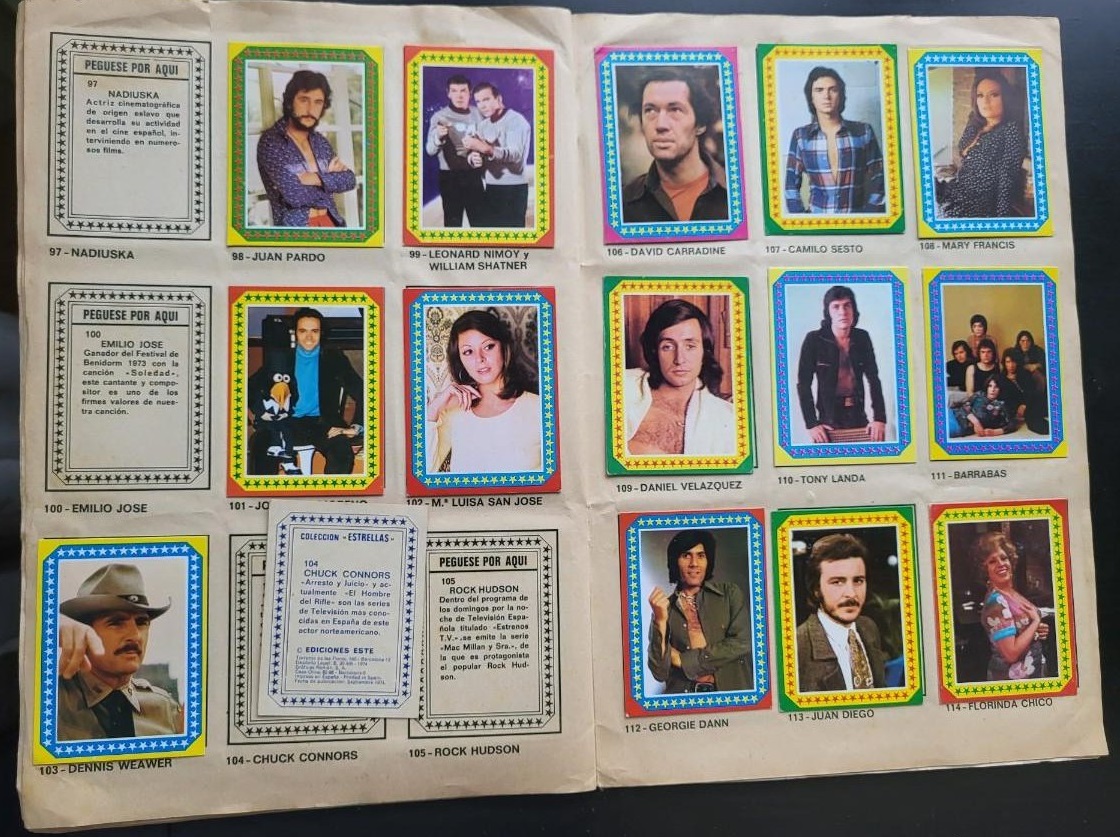 PEGUESE POR AQUI
97
NADIUSKA
Actriz cinematográfica
de origen eslavo que
desarrolla su actividad
en el cine español, in-
terviniendo en numero-
sos films.
97 - NADIUSKA
98 - JUAN PARDO
99 - LEONARD NIMOY y
WILLIAM SHATNER
PEGUESE POR AQUI
100
EMILIO JOSE
Ganador del Festival de
Benidorm 1973 con la
canción «Soledad»,
este cantante y compo-
sitor es uno de los
firmes valores de nues-
tra canción.
100 - EMILIO JOSE
101 - JO
102 - M.ª LUISA SAN JOSE
103 - DENNIS WEAWER
COLECCION «ESTRELLAS»
104
CHUCK CONNORS
«Arresto y Juicio» y ac-
tualmente «El Hombre
del Rifle» son las series
de Televisión más cono-
cidas en España de este
actor norteamericano.
© EDICIONES ESTE
104 - CHUCK CONNORS
PEGUESE POR AQUI
105
ROCK HUDSON
Dentro del programa de
los domingos por la no-
che de Televisión Espa-
ñola titulado «Estrenos
T.V.», se emite la serie
«Mac Millan y Sra.», de
la que es protagonista
el popular Rock Hud-
son.
105 - ROCK HUDSON
106 - DAVID CARRADINE
107 - CAMILO SESTO
108 - MARY FRANCIS
109 - DANIEL VELAZQUEZ
110 - TONY LANDA
111 - BARRABAS
112 - GEORGIE DANN
113 - JUAN DIEGO
114 - FLORINDA CHICO